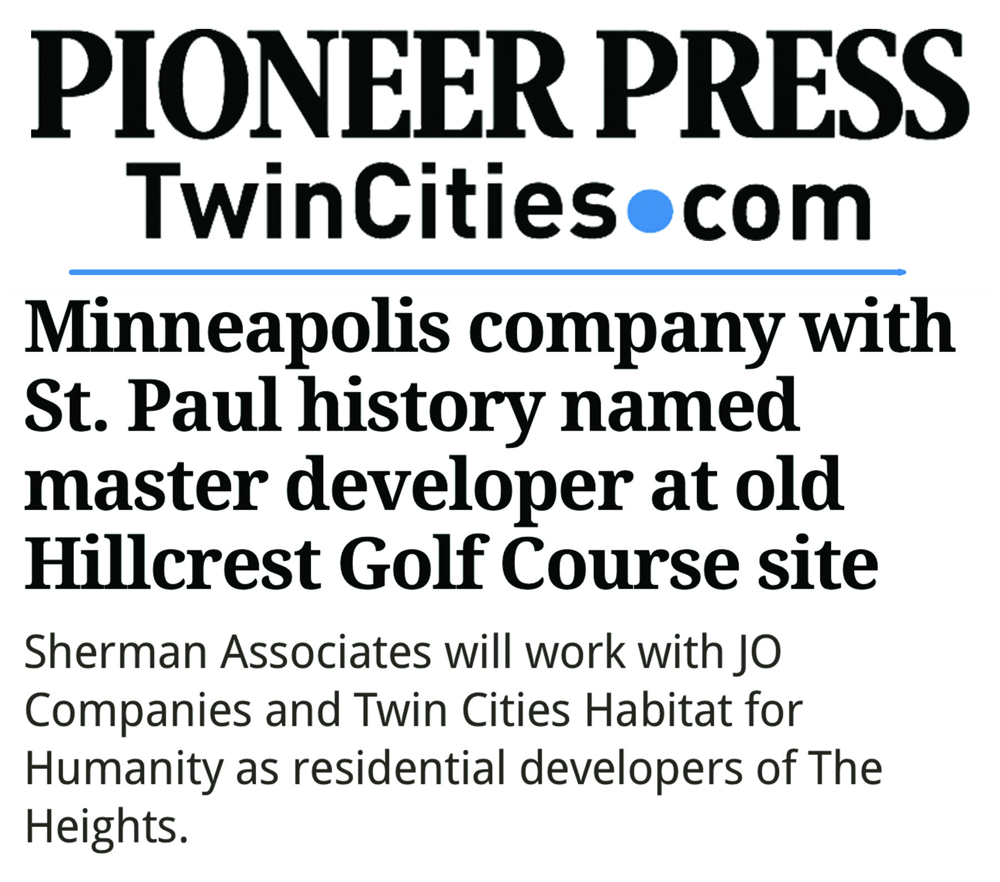 PIONEER PRESS
TwinCities.com
Minneapolis company with
St. Paul history named
master developer at old
Hillcrest Golf Course site
Sherman Associates will work with JO
Companies and Twin Cities Habitat for
Humanity as residential developers of The
Heights.